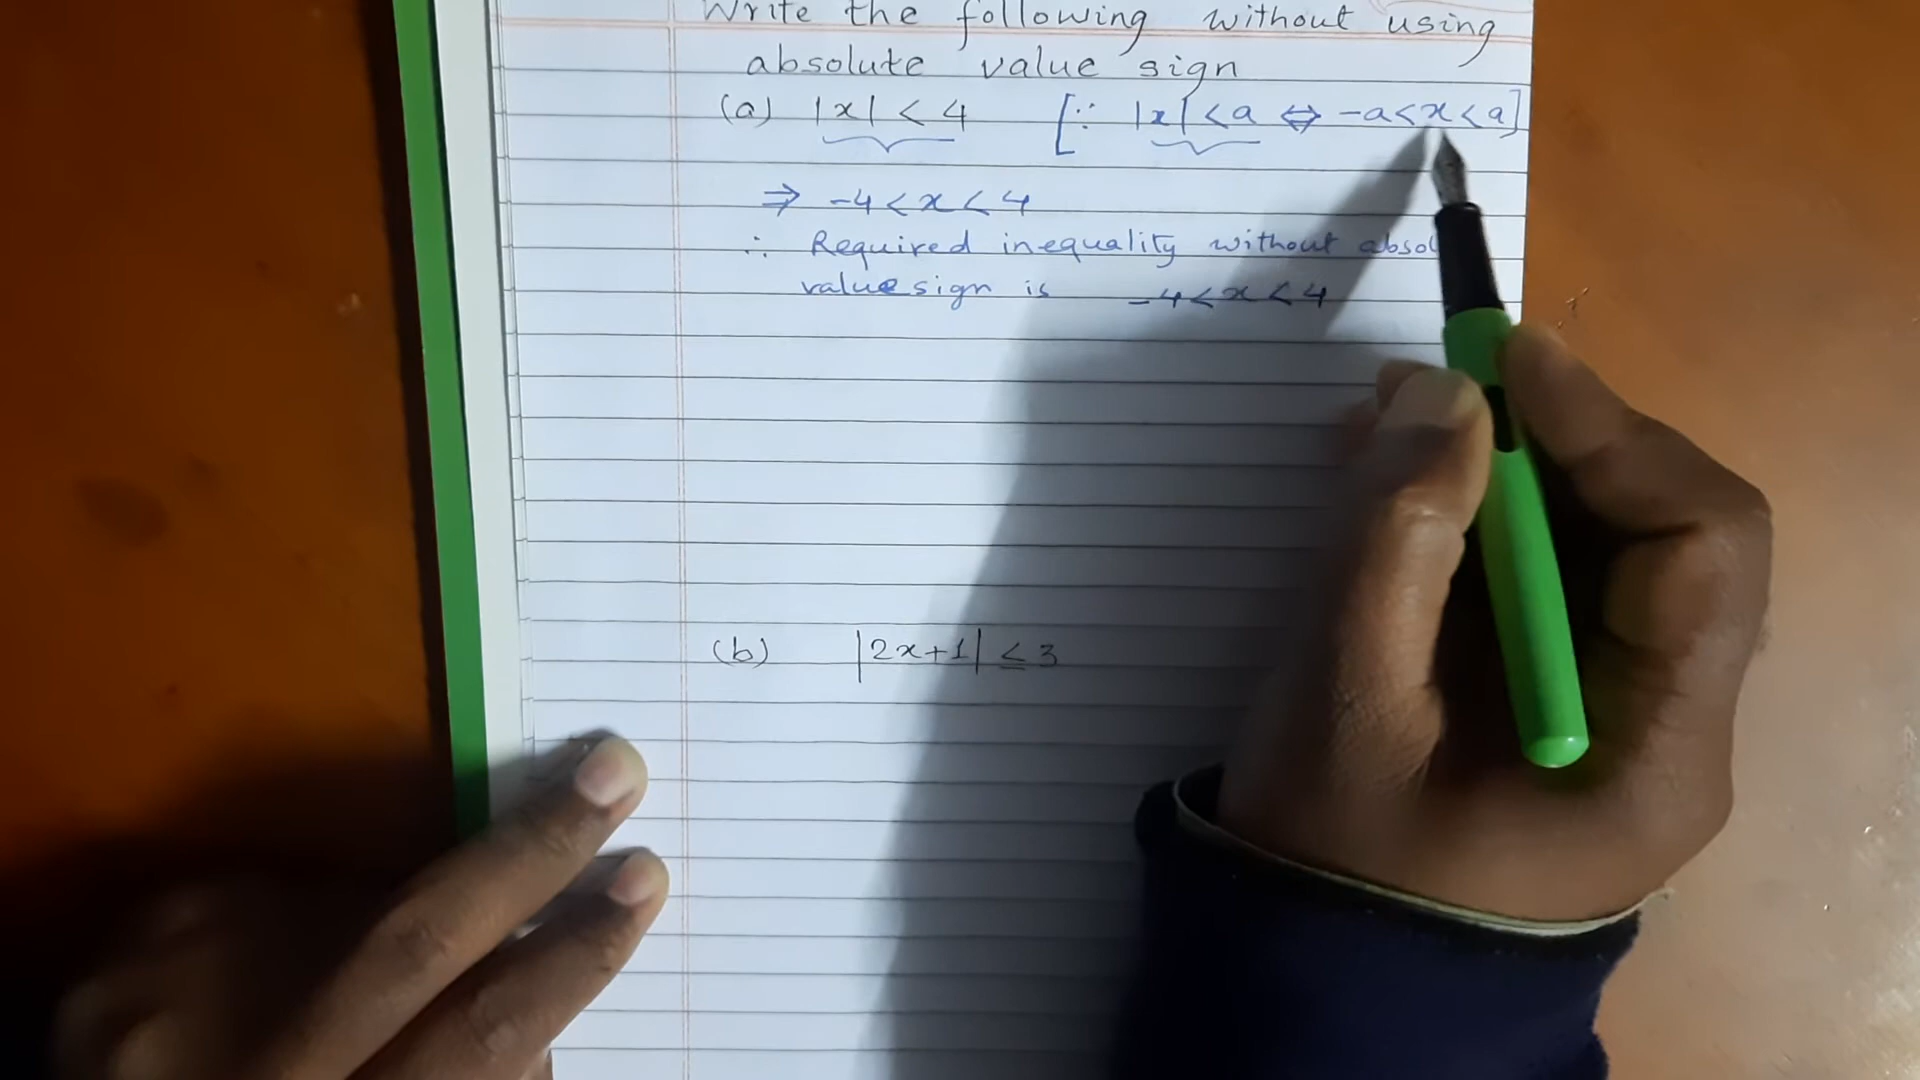 Write the following without using
absolute value sign
(a) |x| < 4 [∵ |x| < a ⇔ -a < x < a]
⇒ -4 < x < 4
∴ Required inequality without absol
value sign is -4 < x < 4
(b) |2x+1| ≤ 3